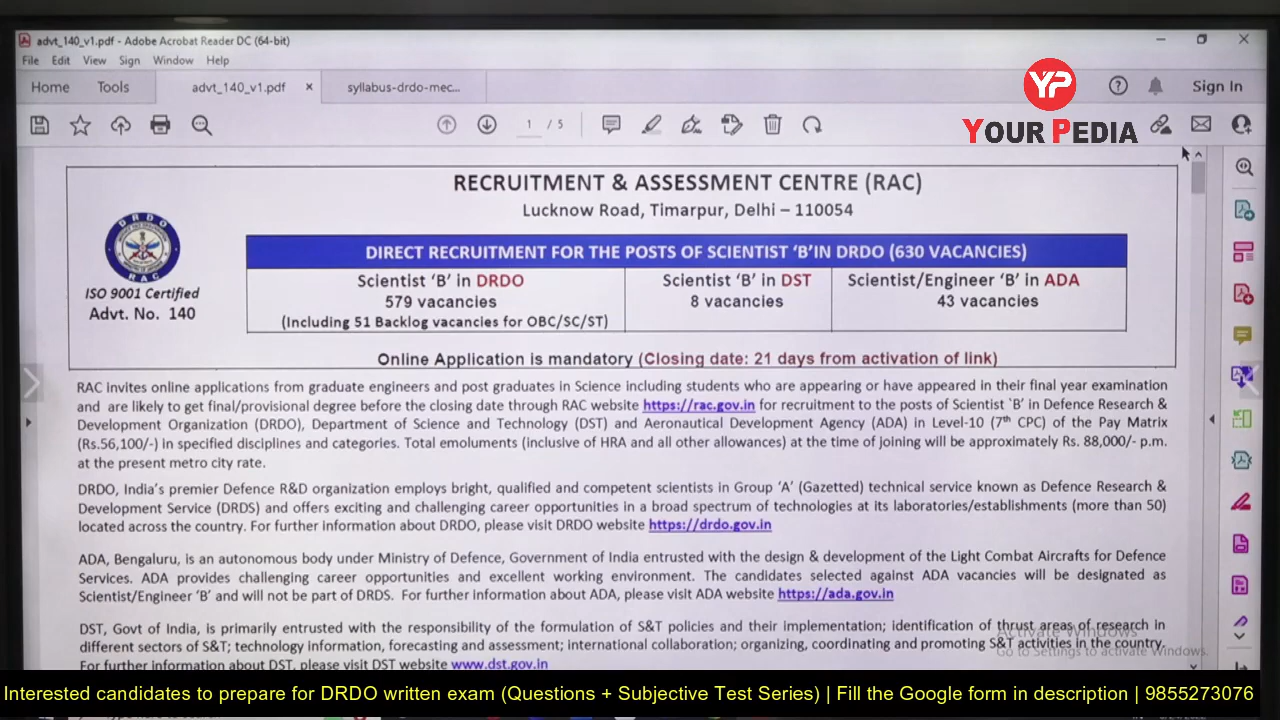 advt_140_v1.pdf - Adobe Acrobat Reader DC (64-bit)
File Edit View Sign Window Help
Home Tools advt_140_v1.pdf × syllabus-drdo-mec... Sign In
1 / 5
YP
YOUR PEDIA
RECRUITMENT & ASSESSMENT CENTRE (RAC)
Lucknow Road, Timarpur, Delhi – 110054
DRDO
RAC
ISO 9001 Certified
Advt. No. 140
DIRECT RECRUITMENT FOR THE POSTS OF SCIENTIST 'B'IN DRDO (630 VACANCIES)
Scientist 'B' in DRDO
579 vacancies
(Including 51 Backlog vacancies for OBC/SC/ST)
Scientist 'B' in DST
8 vacancies
Scientist/Engineer 'B' in ADA
43 vacancies
Online Application is mandatory (Closing date: 21 days from activation of link)
RAC invites online applications from graduate engineers and post graduates in Science including students who are appearing or have appeared in their final year examination
and are likely to get final/provisional degree before the closing date through RAC website https://rac.gov.in for recruitment to the posts of Scientist `B' in Defence Research &
Development Organization (DRDO), Department of Science and Technology (DST) and Aeronautical Development Agency (ADA) in Level-10 (7th CPC) of the Pay Matrix
(Rs.56,100/-) in specified disciplines and categories. Total emoluments (inclusive of HRA and all other allowances) at the time of joining will be approximately Rs. 88,000/- p.m.
at the present metro city rate.
DRDO, India's premier Defence R&D organization employs bright, qualified and competent scientists in Group 'A' (Gazetted) technical service known as Defence Research &
Development Service (DRDS) and offers exciting and challenging career opportunities in a broad spectrum of technologies at its laboratories/establishments (more than 50)
located across the country. For further information about DRDO, please visit DRDO website https://drdo.gov.in
ADA, Bengaluru, is an autonomous body under Ministry of Defence, Government of India entrusted with the design & development of the Light Combat Aircrafts for Defence
Services. ADA provides challenging career opportunities and excellent working environment. The candidates selected against ADA vacancies will be designated as
Scientist/Engineer 'B' and will not be part of DRDS. For further information about ADA, please visit ADA website https://ada.gov.in
DST, Govt of India, is primarily entrusted with the responsibility of the formulation of S&T policies and their implementation; identification of thrust areas of research in
different sectors of S&T; technology information, forecasting and assessment; international collaboration; organizing, coordinating and promoting S&T activities in the country.
For further information about DST, please visit DST website www.dst.gov.in
Activate Windows
Go to Settings to activate Windows.
Interested candidates to prepare for DRDO written exam (Questions + Subjective Test Series) | Fill the Google form in description | 9855273076